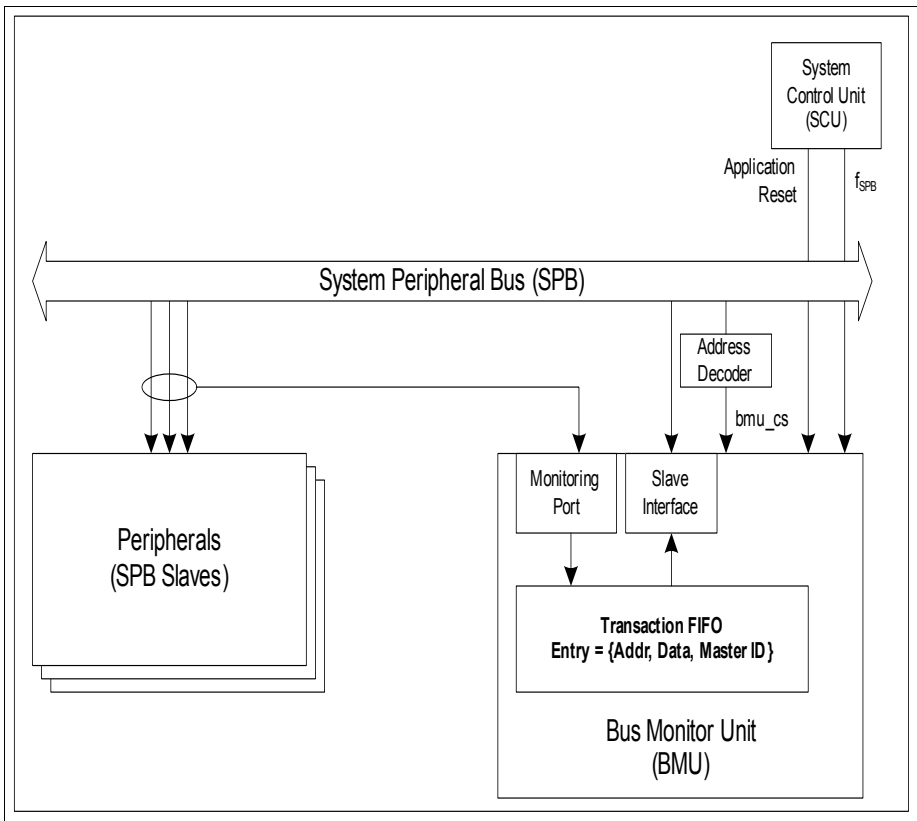 System
Control Unit
(SCU)
Application
Reset
fSPB
System Peripheral Bus (SPB)
Address
Decoder
bmu_cs
Monitoring
Port
Slave
Interface
Peripherals
(SPB Slaves)
Transaction FIFO
Entry = {Addr, Data, Master ID}
Bus Monitor Unit
(BMU)